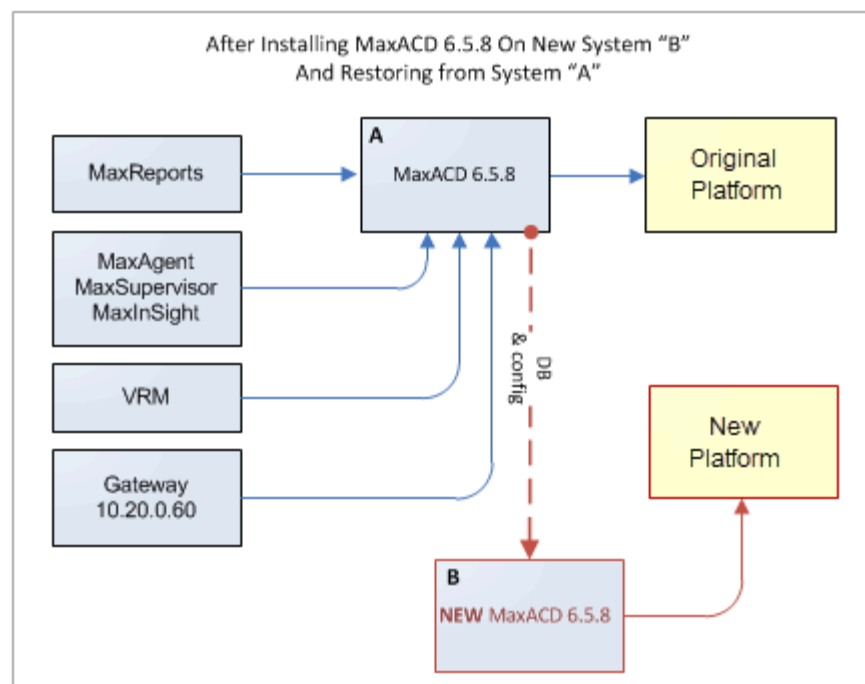 After Installing MaxACD 6.5.8 On New System “B”
And Restoring from System “A”
MaxReports
A
MaxACD 6.5.8
Original
Platform
MaxAgent
MaxSupervisor
MaxInSight
DB
& config
VRM
New
Platform
Gateway
10.20.0.60
B
NEW MaxACD 6.5.8